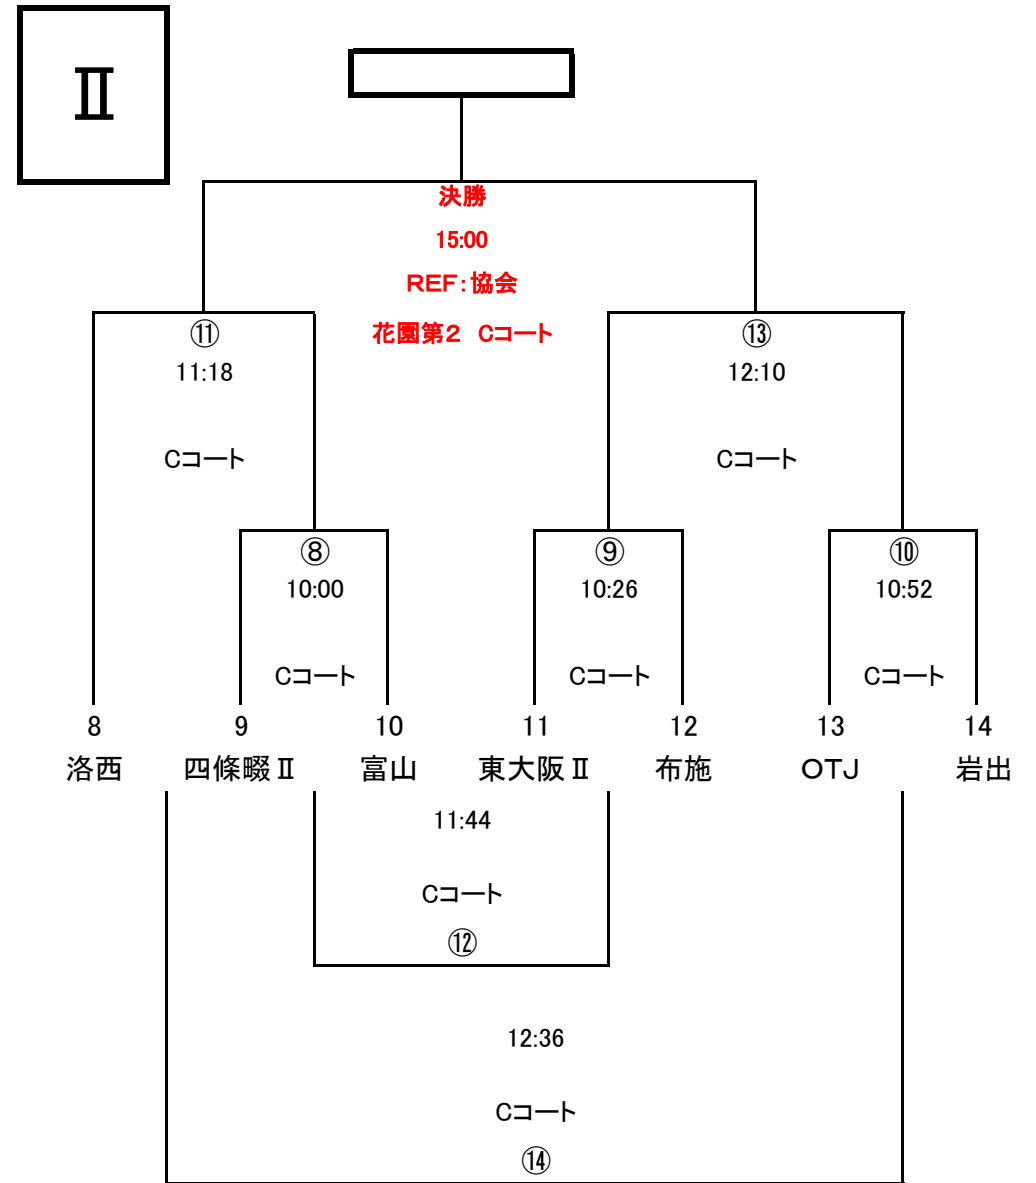 Ⅱ
決勝
15:00
REF:協会
花園第2 Cコート
⑪ ⑬
11:18 12:10
Cコート Cコート
⑧ ⑨ ⑩
10:00 10:26 10:52
Cコート Cコート Cコート
8 9 10 11 12 13 14
洛西 四條畷Ⅱ 富山 東大阪Ⅱ 布施 OTJ 岩出
11:44
Cコート
⑫
12:36
Cコート
⑭